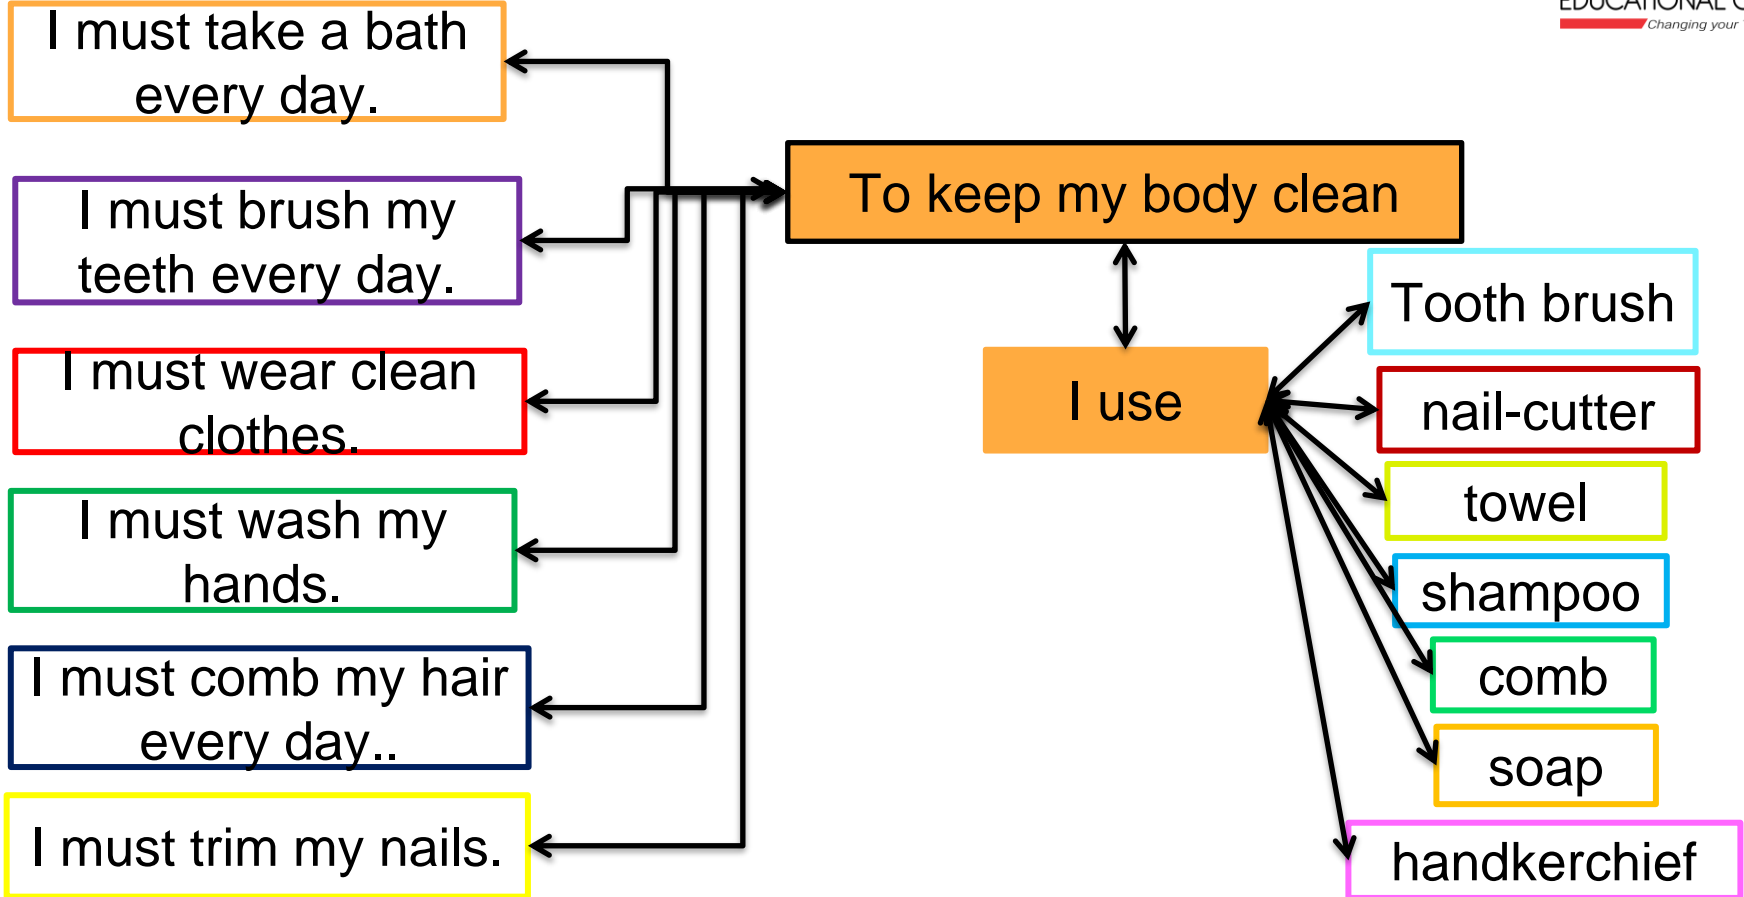 EDUCATIONAL
Changing your
I must take a bath
every day.
To keep my body clean
I must brush my
teeth every day.
Tooth brush
I must wear clean
clothes.
I use
nail-cutter
towel
I must wash my
hands.
shampoo
I must comb my hair
every day..
comb
soap
I must trim my nails.
handkerchief